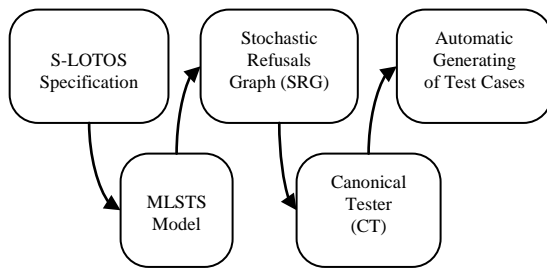 S-LOTOS
Specification
MLSTS
Model
Stochastic
Refusals
Graph (SRG)
Canonical
Tester
(CT)
Automatic
Generating
of Test Cases